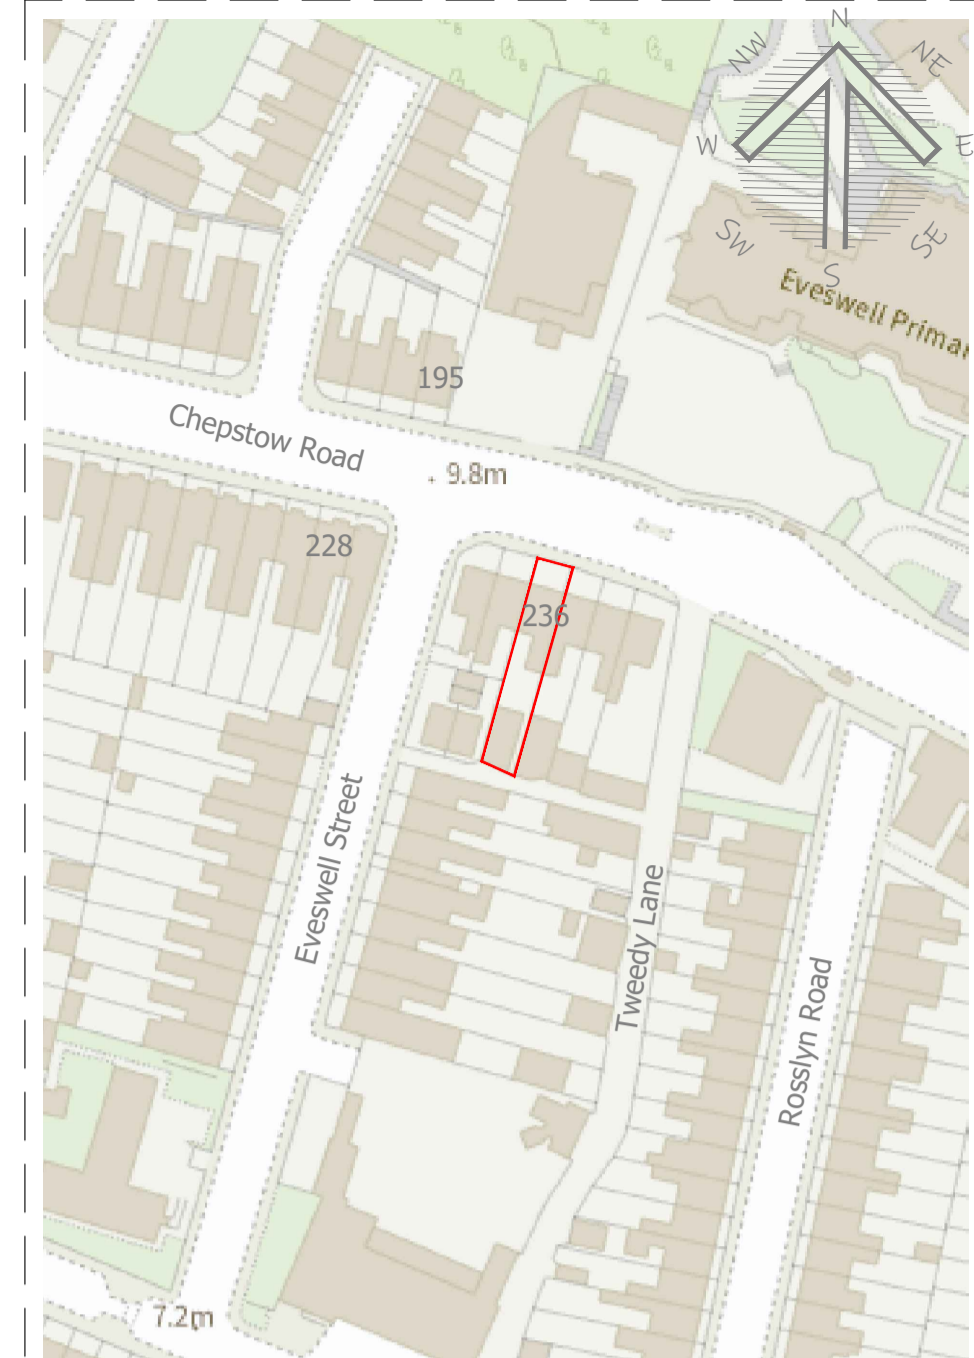 N
NW
NE
W
E
SW
SE
S
Eveswell Primar
195
Chepstow Road
9.8m
228
236
Eveswell Street
Tweedy Lane
Rosslyn Road
7.2m